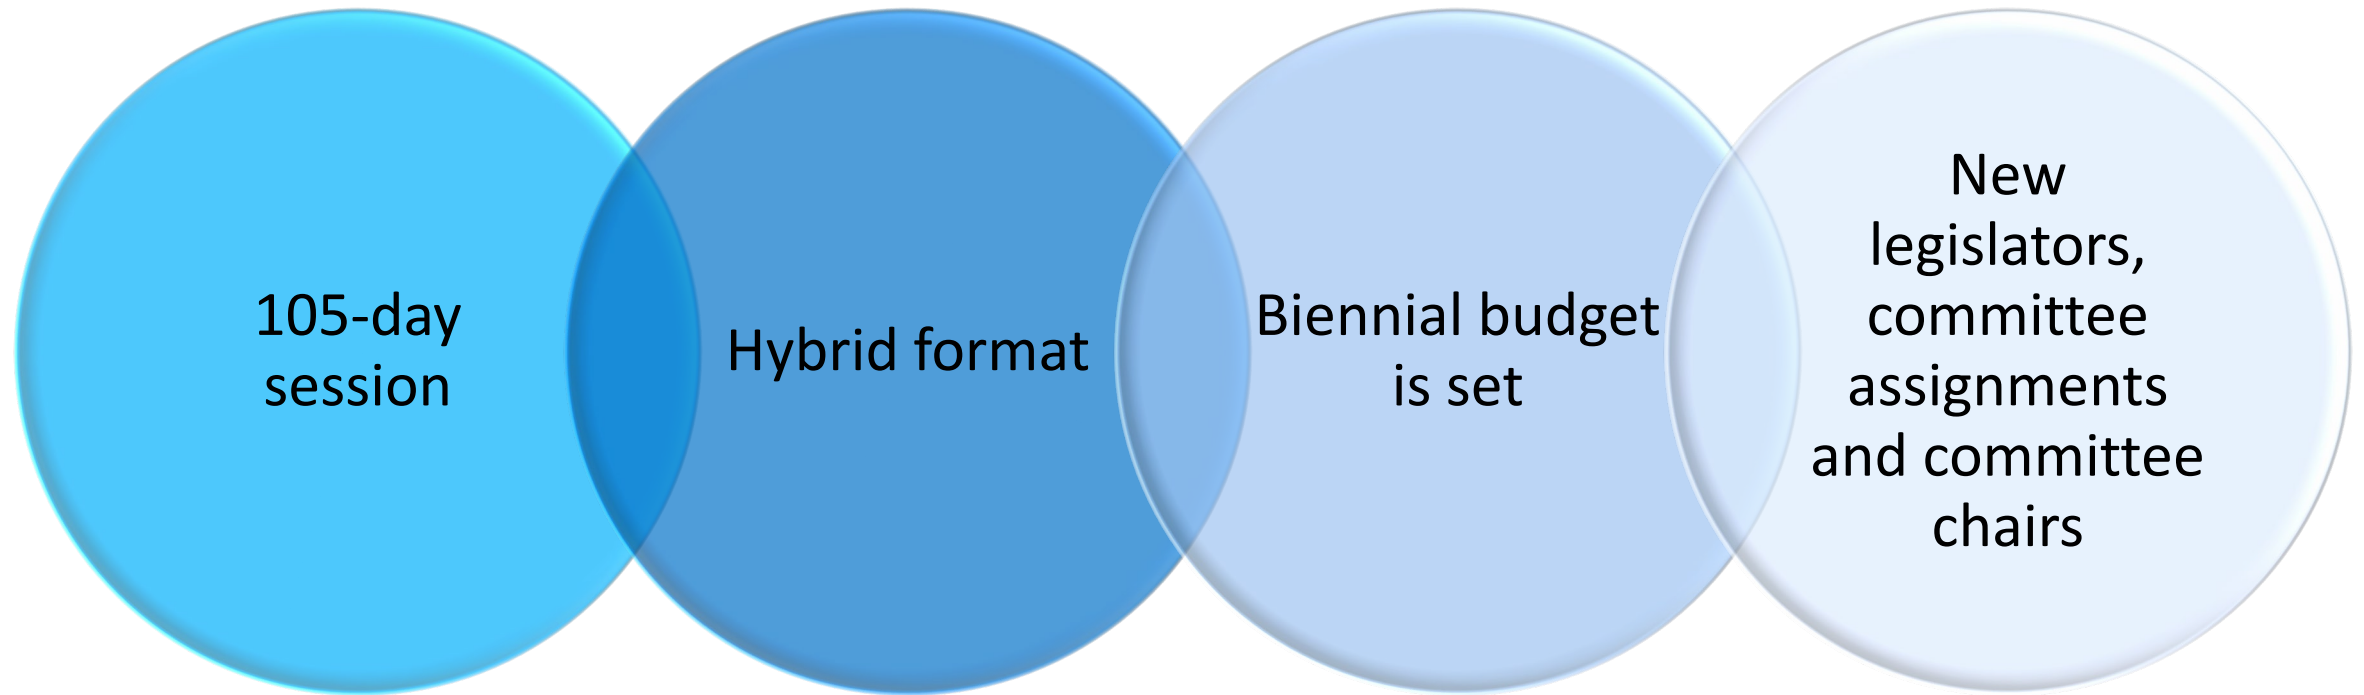 105-day
session
Hybrid format
Biennial budget
is set
New
legislators,
committee
assignments
and committee
chairs